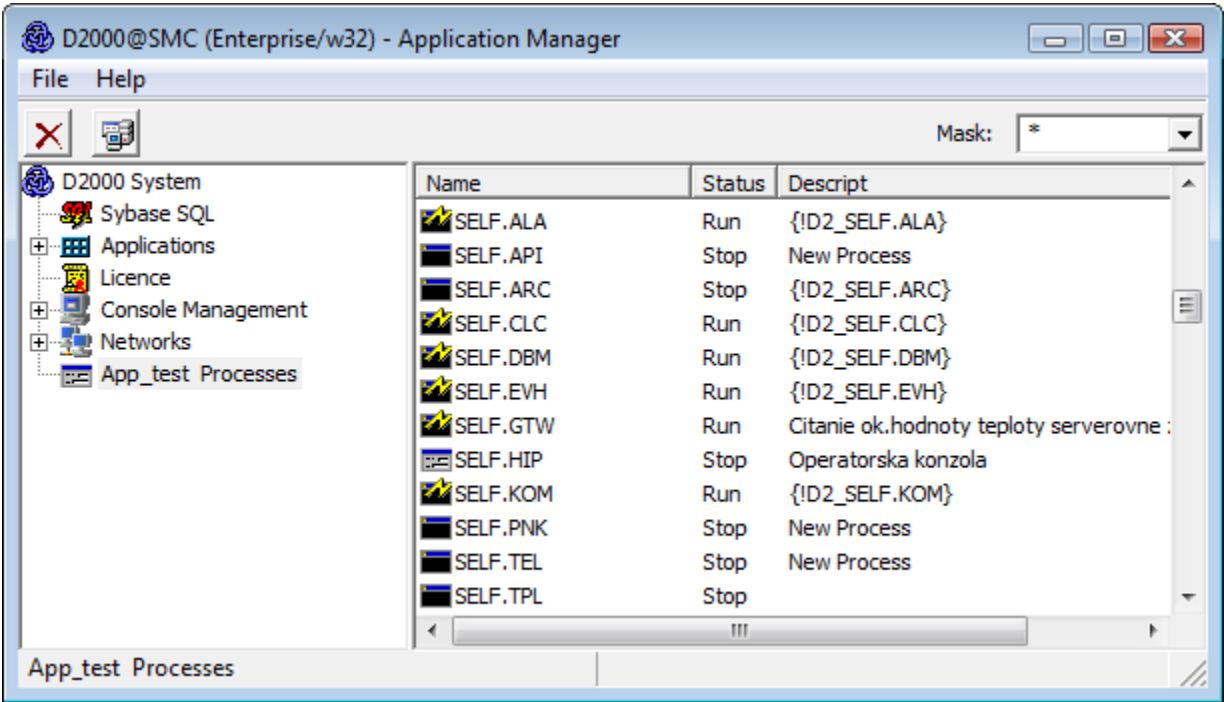 D2000@SMC (Enterprise/w32) - Application Manager
File Help
Mask: *
D2000 System
Sybase SQL
Applications
Licence
Console Management
Networks
App_test Processes
Name Status Descript
SELF.ALA Run {!D2_SELF.ALA}
SELF.API Stop New Process
SELF.ARC Stop {!D2_SELF.ARC}
SELF.CLC Run {!D2_SELF.CLC}
SELF.DBM Run {!D2_SELF.DBM}
SELF.EVH Run {!D2_SELF.EVH}
SELF.GTW Run Citanie ok.hodnoty teploty serverovne
SELF.HIP Stop Operatorska konzola
SELF.KOM Run {!D2_SELF.KOM}
SELF.PNK Stop New Process
SELF.TEL Stop New Process
SELF.TPL Stop
App_test Processes